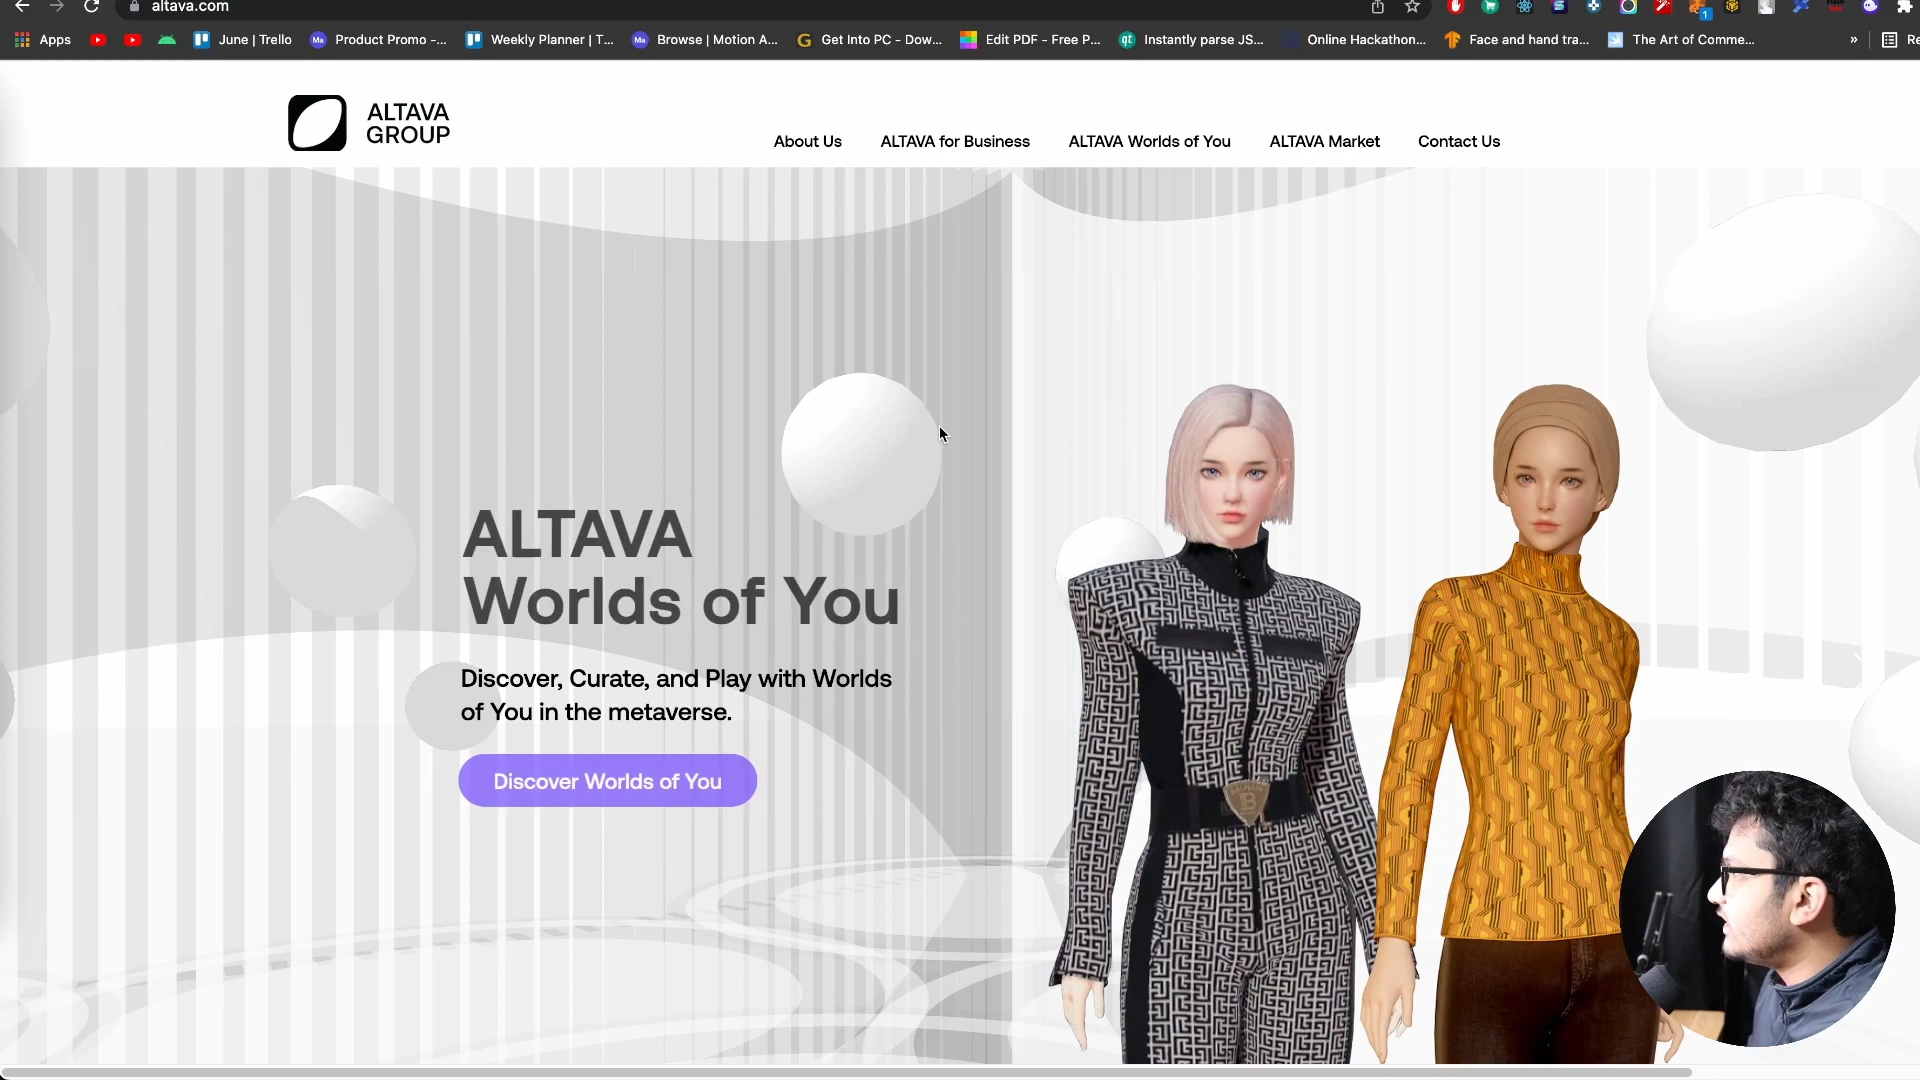 altava.com
Apps
June | Trello
Product Promo -...
Weekly Planner | T...
Browse | Motion A...
Get Into PC - Dow...
Edit PDF - Free P...
Instantly parse JS...
Online Hackathon...
Face and hand tra...
The Art of Comme...
»
Re
ALTAVA
GROUP
About Us
ALTAVA for Business
ALTAVA Worlds of You
ALTAVA Market
Contact Us
ALTAVA
Worlds of You
Discover, Curate, and Play with Worlds
of You in the metaverse.
Discover Worlds of You
B